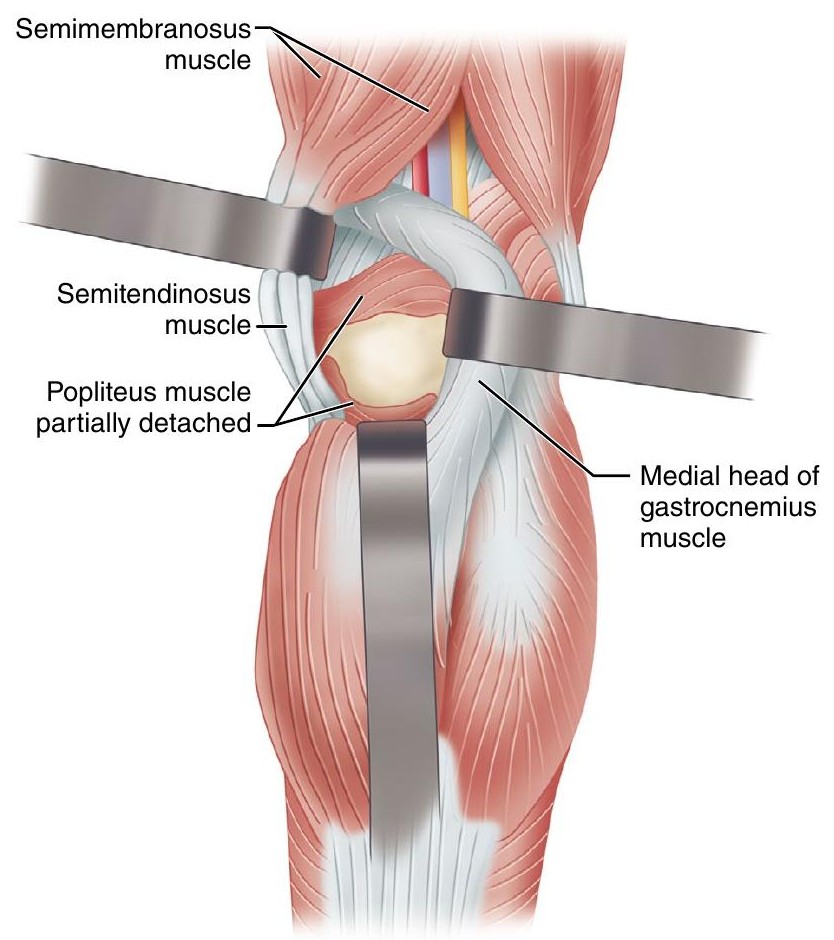 Semimembranosus
muscle
Semitendinosus
muscle
Popliteus muscle
partially detached
Medial head of
gastrocnemius
muscle